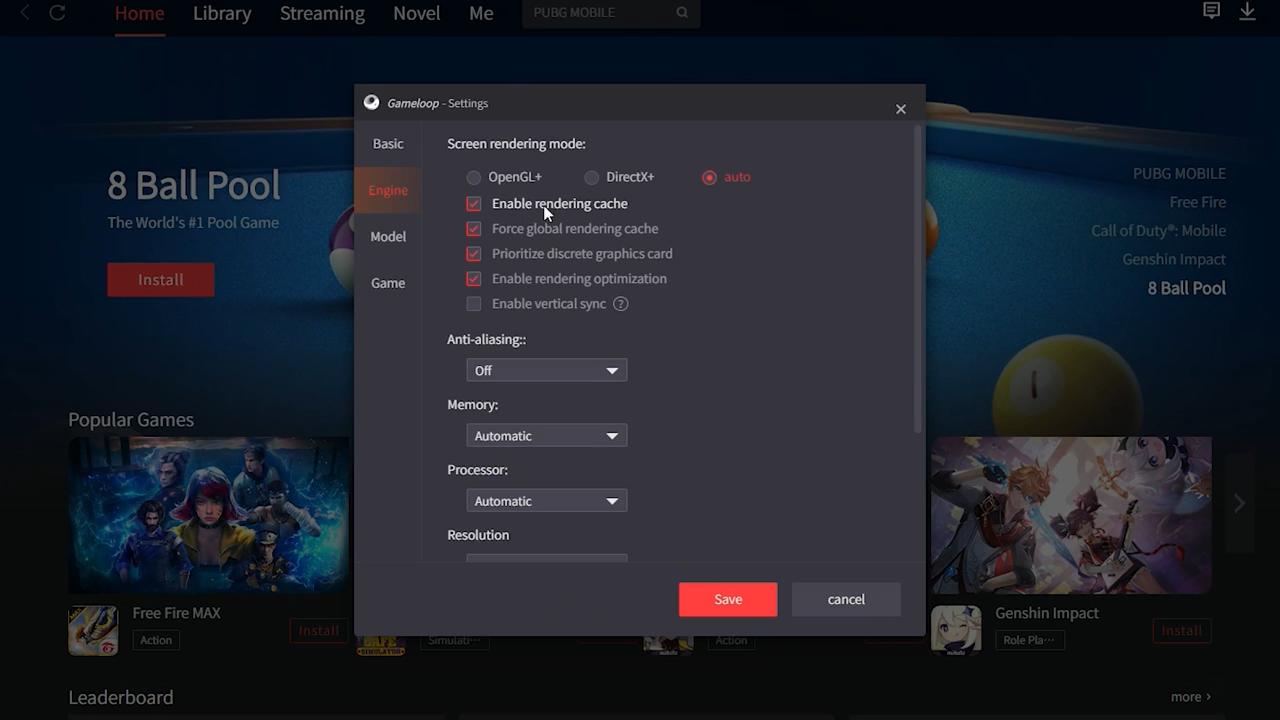 Home Library Streaming Novel Me PUBG MOBILE
Gameloop - Settings
Basic
Engine
Model
Game
Screen rendering mode:
OpenGL+ DirectX+ auto
Enable rendering cache
Force global rendering cache
Prioritize discrete graphics card
Enable rendering optimization
Enable vertical sync ?
Anti-aliasing::
Off
Memory:
Automatic
Processor:
Automatic
Resolution
Save cancel
8 Ball Pool
The World's #1 Pool Game
Install
PUBG MOBILE
Free Fire
Call of Duty®: Mobile
Genshin Impact
8 Ball Pool
Popular Games
Free Fire MAX
Action
Install
Simulati···
Action
Genshin Impact
Role Pla···
Install
Leaderboard
more ›